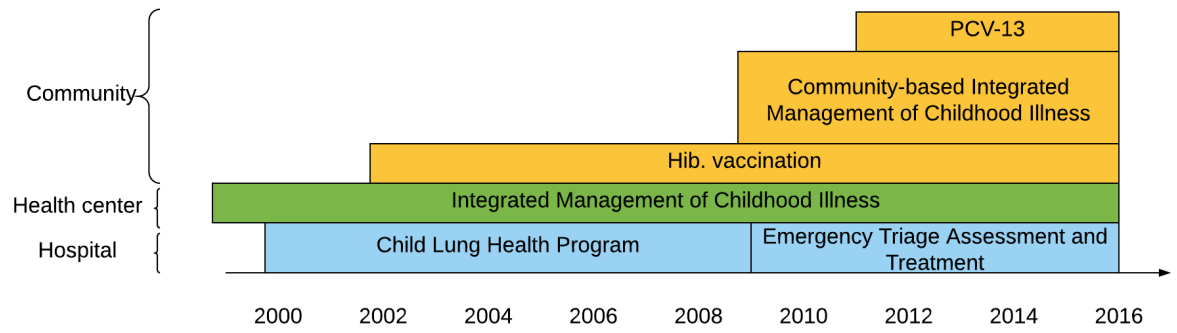 PCV-13
Community
Community-based Integrated
Management of Childhood Illness
Hib. vaccination
Health center
Integrated Management of Childhood Illness
Hospital
Child Lung Health Program
Emergency Triage Assessment and
Treatment
2000 2002 2004 2006 2008 2010 2012 2014 2016